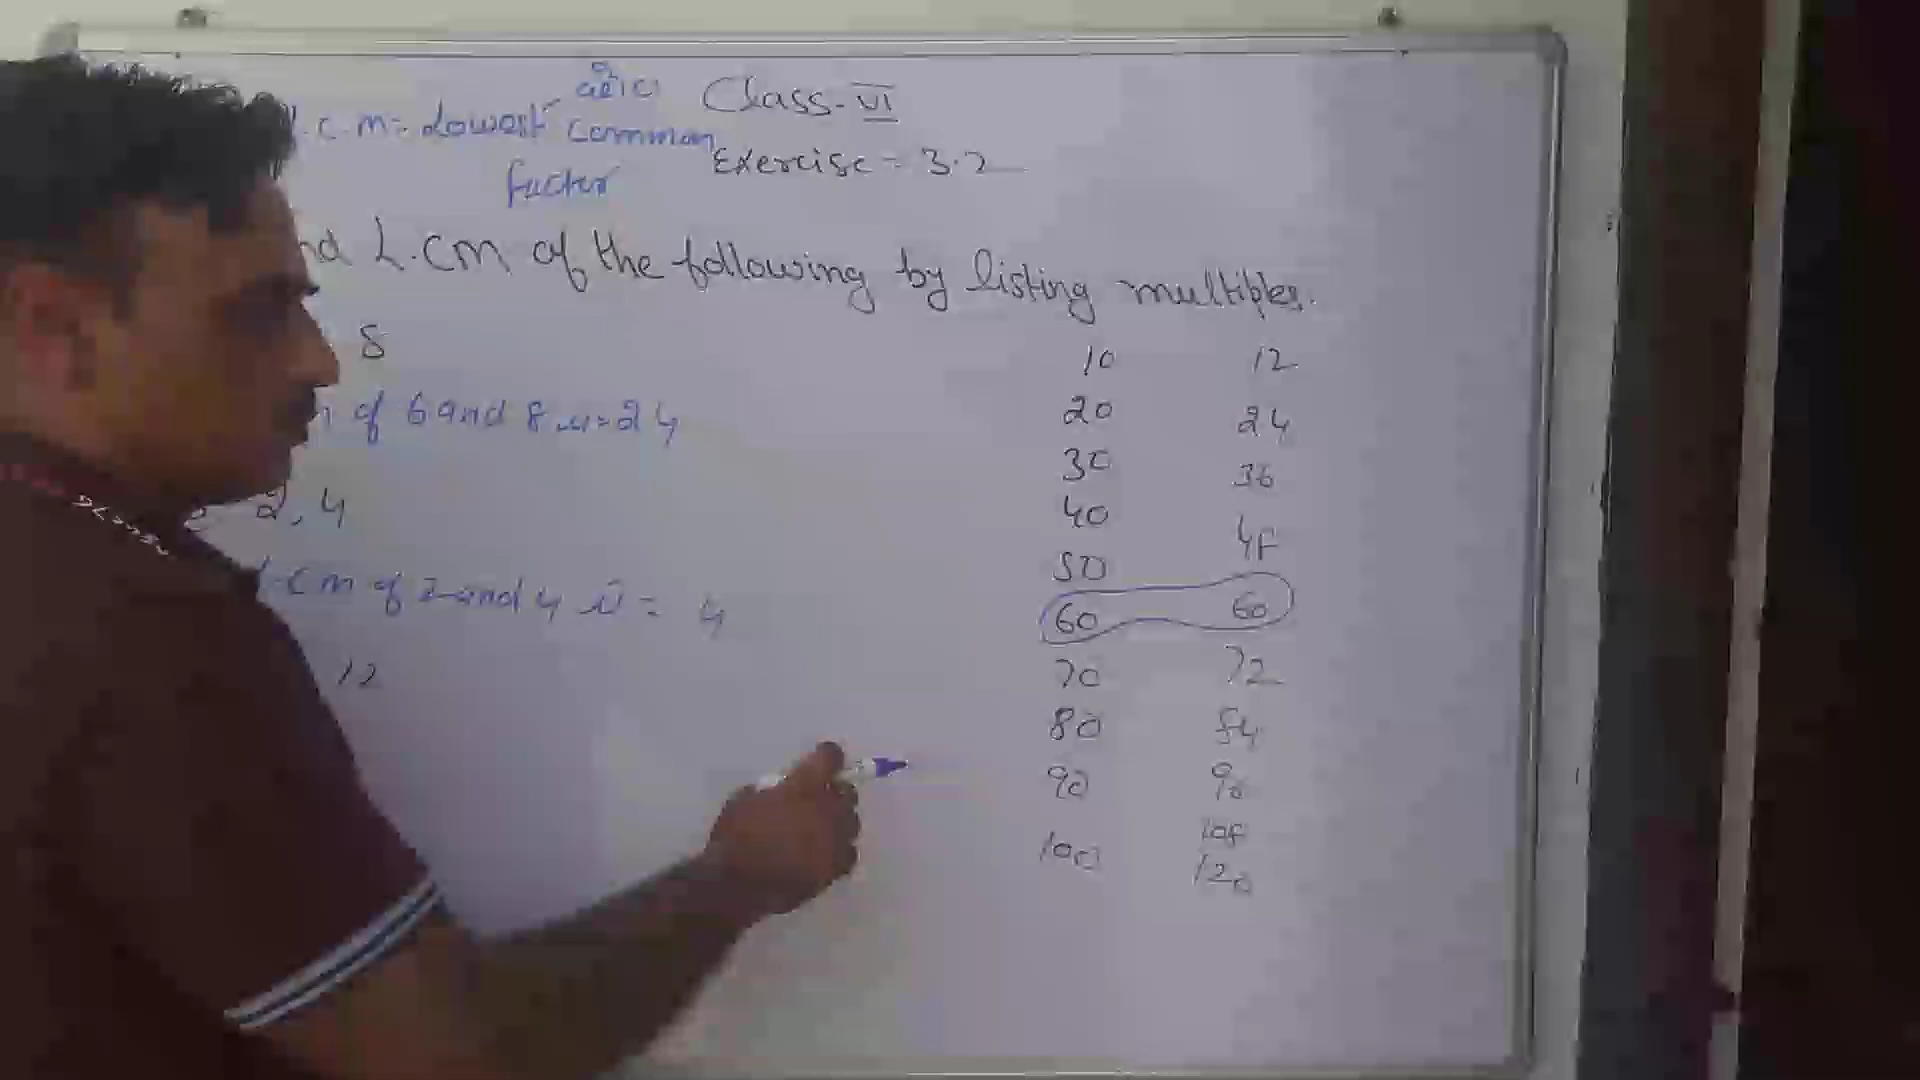 Class-VI
L.C.M = Lowest common
factor
Exercise = 3.2
nd L.CM of the following by listing multiples.
8
of 6 and 8 is = 24
2, 4
L.CM of 2 and 4 is = 4
12
10 12
20 24
30 36
40 48
50
60 60
70 72
80 84
90 96
100 108
120